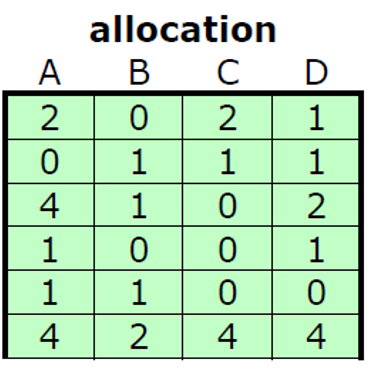 allocation
A B C D
2 0 2 1
0 1 1 1
4 1 0 2
1 0 0 1
1 1 0 0
4 2 4 4